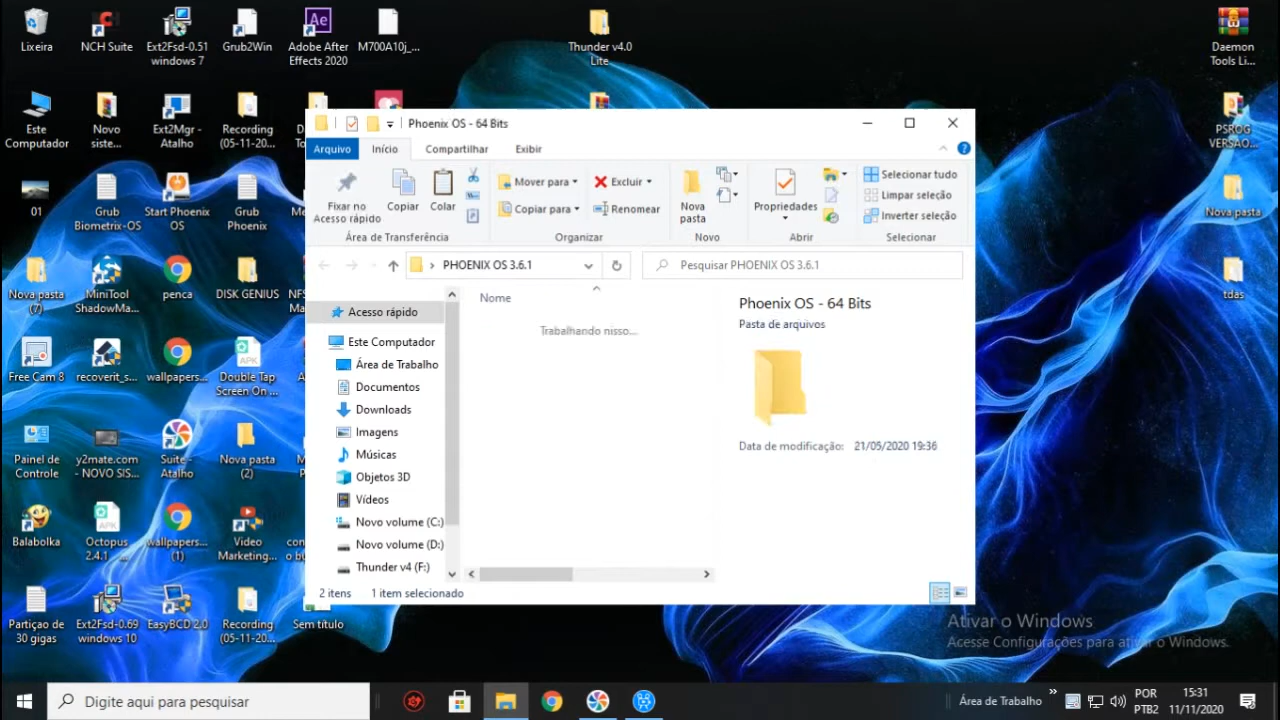 Lixeira
NCH Suite
Ext2Fsd-0.51
windows 7
Grub2Win
Adobe After
Effects 2020
M700A10j_...
Thunder v4.0
Lite
Daemon
Tools Li...
Este
Computador
Novo
siste...
Ext2Mgr -
Atalho
Recording
(05-11-20...
PSROG
VERSAO...
01
Grub
Biometrix-OS
Start Phoenix
OS
Grub
Phoenix
Nova pasta
Nova pasta
(7)
MiniTool
ShadowMa...
penca
DISK GENIUS
tdas
Free Cam 8
recoverit_s...
wallpapers...
Double Tap
Screen On ...
Painel de
Controle
y2mate.com
- NOVO SIS...
Suite -
Atalho
Nova pasta
(2)
Balabolka
Octopus
2.4.1
wallpapers...
(1)
Video
Marketing...
Partiçao de
30 gigas
Ext2Fsd-0.69
windows 10
EasyBCD 2.0
Recording
(05-11-20...
Sem título
Phoenix OS - 64 Bits
Arquivo
Início
Compartilhar
Exibir
Fixar no
Acesso rápido
Copiar
Colar
Mover para
Copiar para
Excluir
Renomear
Nova
pasta
Propriedades
Selecionar tudo
Limpar seleção
Inverter seleção
Área de Transferência
Organizar
Novo
Abrir
Selecionar
PHOENIX OS 3.6.1
Pesquisar PHOENIX OS 3.6.1
Acesso rápido
Este Computador
Área de Trabalho
Documentos
Downloads
Imagens
Músicas
Objetos 3D
Vídeos
Novo volume (C:)
Novo volume (D:)
Thunder v4 (F:)
Nome
Trabalhando nisso...
Phoenix OS - 64 Bits
Pasta de arquivos
Data de modificação: 21/05/2020 19:36
2 itens 1 item selecionado
Ativar o Windows
Acesse Configurações para ativar o Windows.
Digite aqui para pesquisar
Área de Trabalho
POR
PTB2
15:31
11/11/2020